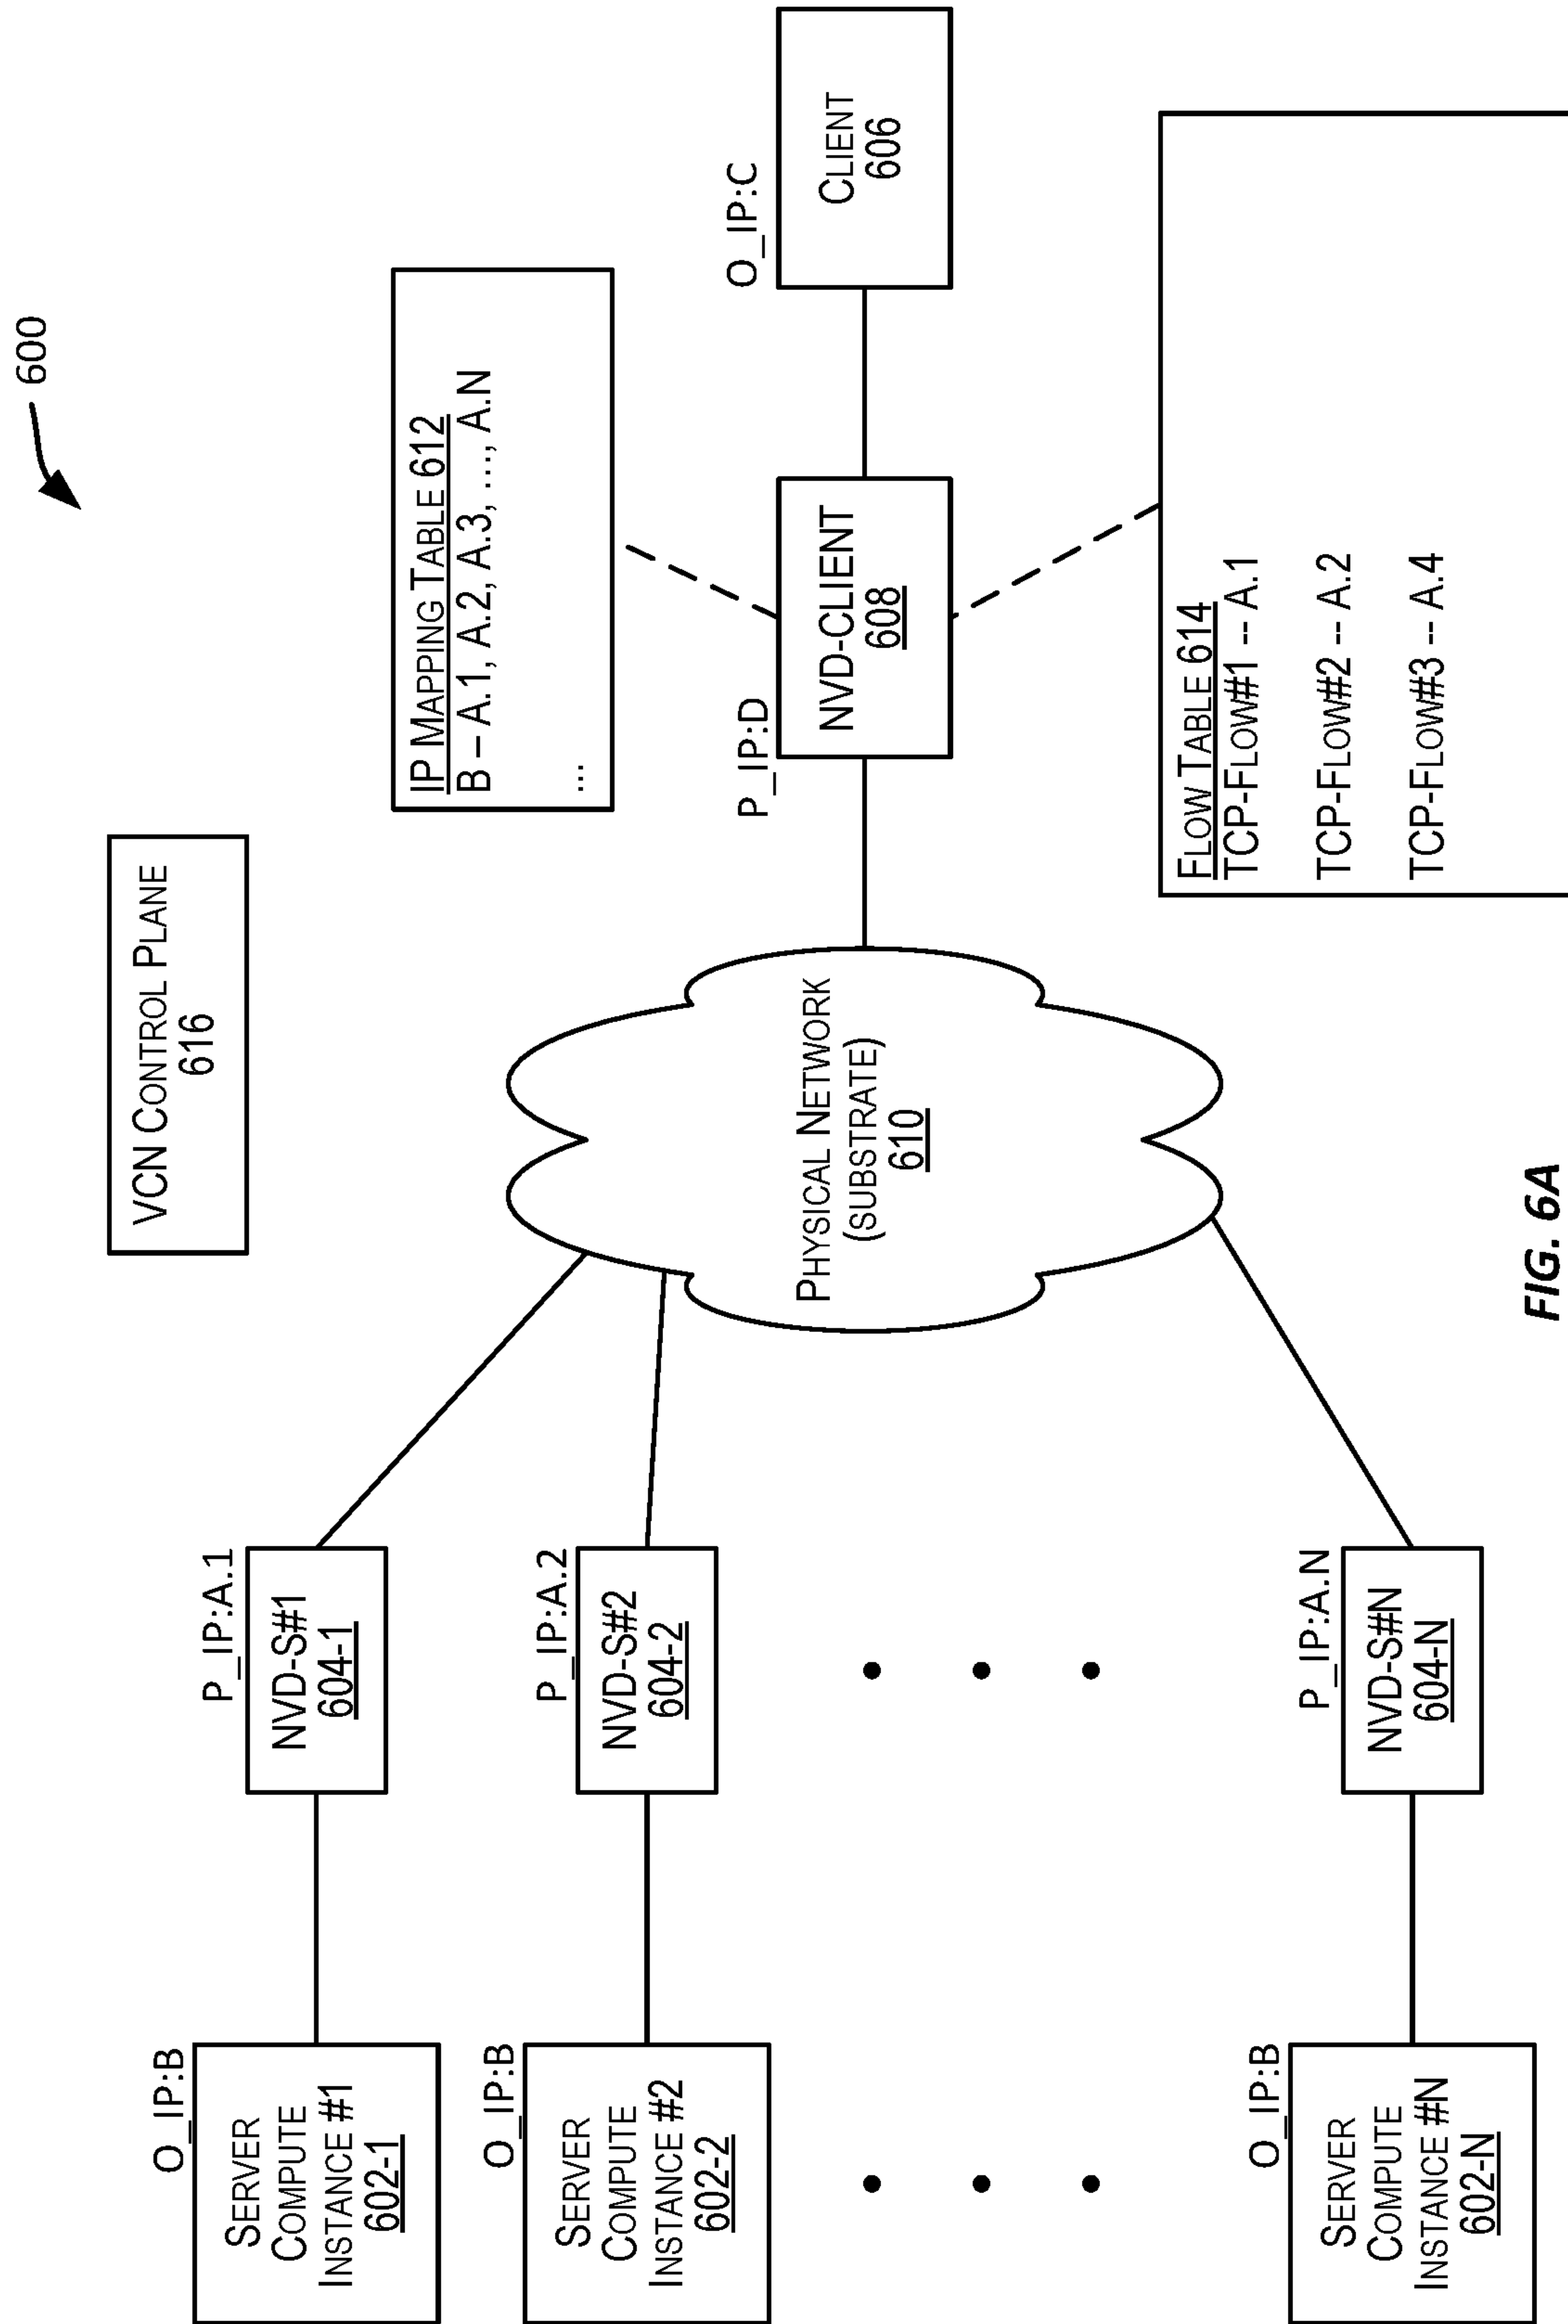 600
VCN CONTROL PLANE
616
IP MAPPING TABLE 612
B – A.1, A.2, A.3, ..., A.N
...
O_IP:B
SERVER
COMPUTE
INSTANCE #1
602-1
P_IP:A.1
NVD-S#1
604-1
O_IP:B
SERVER
COMPUTE
INSTANCE #2
602-2
P_IP:A.2
NVD-S#2
604-2
PHYSICAL NETWORK
(SUBSTRATE)
610
P_IP:D
NVD-CLIENT
608
O_IP:C
CLIENT
606
O_IP:B
SERVER
COMPUTE
INSTANCE #N
602-N
P_IP:A.N
NVD-S#N
604-N
FLOW TABLE 614
TCP-FLOW#1 -- A.1
TCP-FLOW#2 -- A.2
TCP-FLOW#3 -- A.4
FIG. 6A